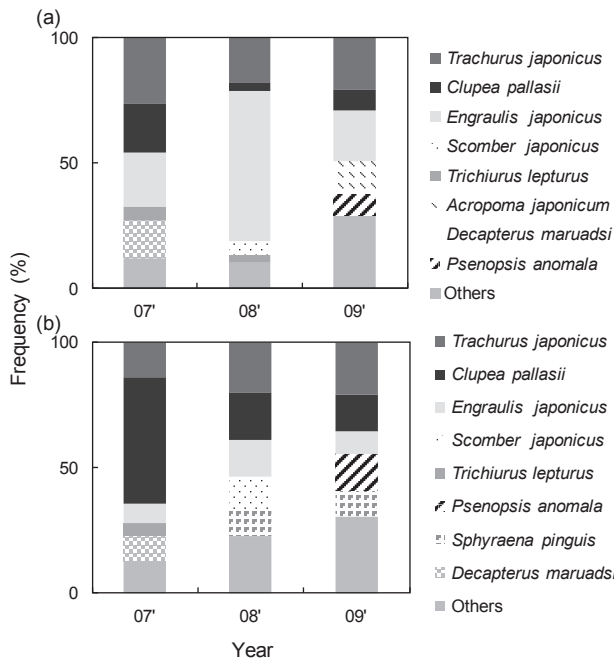 (a)
100
50
0
07'
08'
09'
Trachurus japonicus
Clupea pallasii
Engraulis japonicus
Scomber japonicus
Trichiurus lepturus
Acropoma japonicum
Decapterus maruadsi
Psenopsis anomala
Others
Frequency (%)
(b)
100
50
0
07'
08'
09'
Year
Trachurus japonicus
Clupea pallasii
Engraulis japonicus
Scomber japonicus
Trichiurus lepturus
Psenopsis anomala
Sphyraena pinguis
Decapterus maruadsi
Others